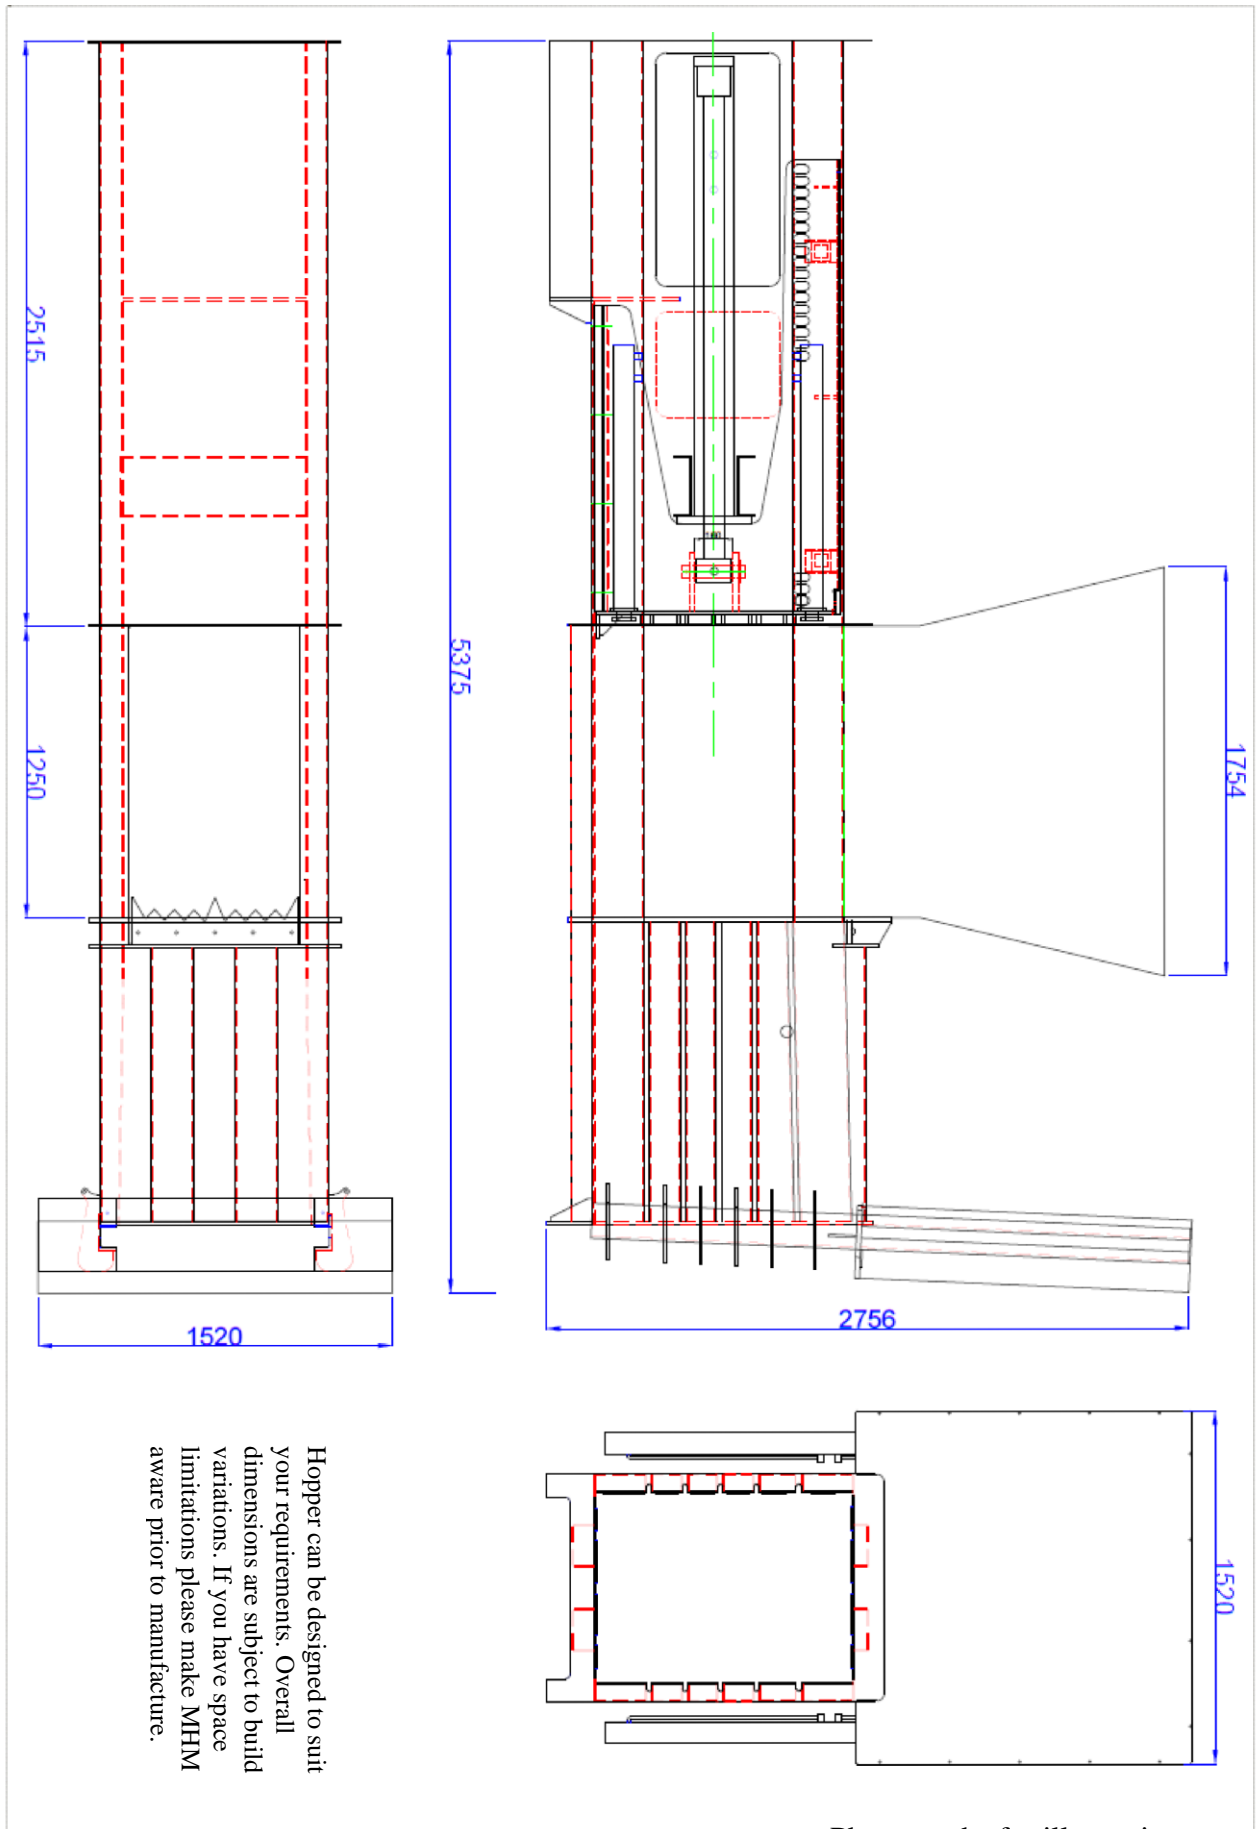 2515
1250
5375
1754
1520
2756
1520
Hopper can be designed to suit
your requirements. Overall
dimensions are subject to build
variations. If you have space
limitations please make MHM
aware prior to manufacture.